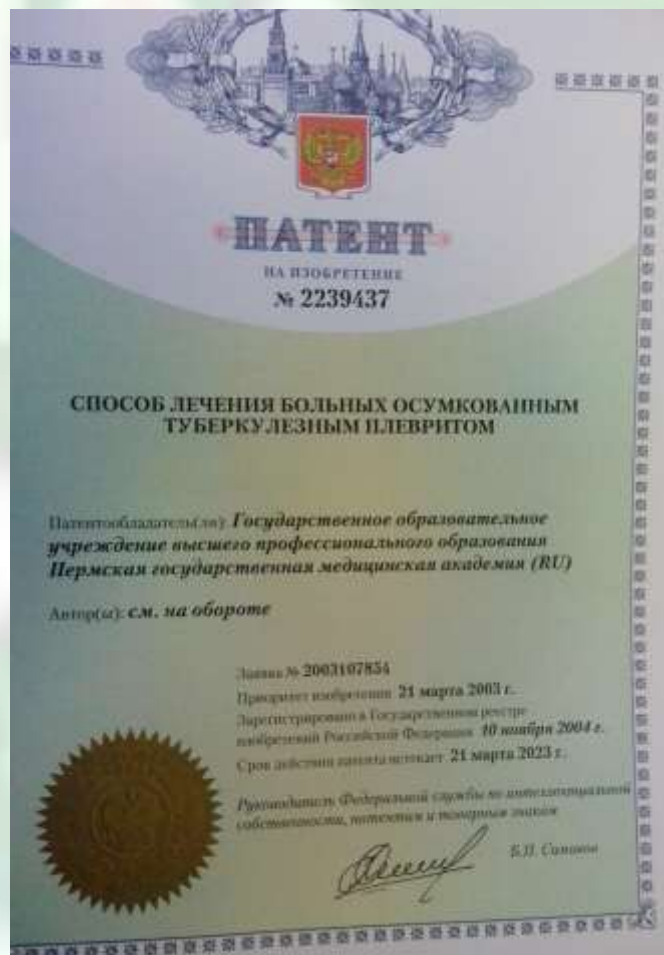 ПАТЕНТ
НА ИЗОБРЕТЕНИЕ
№ 2239437
СПОСОБ ЛЕЧЕНИЯ БОЛЬНЫХ ОСУМКОВАННЫМ
ТУБЕРКУЛЕЗНЫМ ПЛЕВРИТОМ
Патентообладатель(ли): Государственное образовательное
учреждение высшего профессионального образования
Пермская государственная медицинская академия (RU)
Автор(ы): см. на обороте
Заявка № 2003107834
Приоритет изобретения 21 марта 2003 г.
Зарегистрировано в Государственном реестре
изобретений Российской Федерации 10 ноября 2004 г.
Срок действия патента истекает 21 марта 2023 г.
Руководитель Федеральной службы по интеллектуальной
собственности, патентам и товарным знакам
Б.П. Симонов